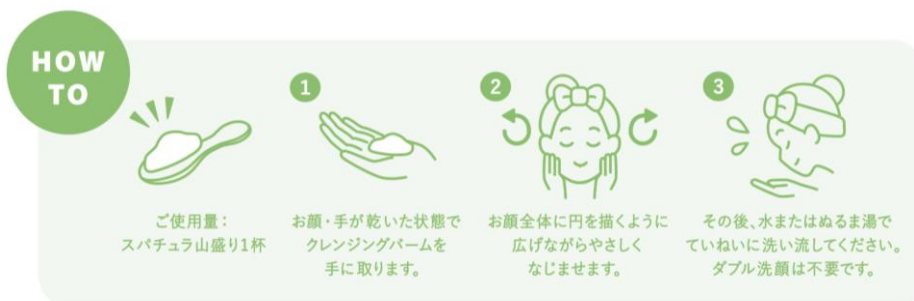 HOW
TO
ご使用量：
スパチュラ山盛り1杯
1
お顔・手が乾いた状態で
クレンジングバームを
手に取ります。
2
お顔全体に円を描くように
広げながらやさしく
なじませます。
3
その後、水またはぬるま湯で
ていねいに洗い流してください。
ダブル洗顔は不要です。